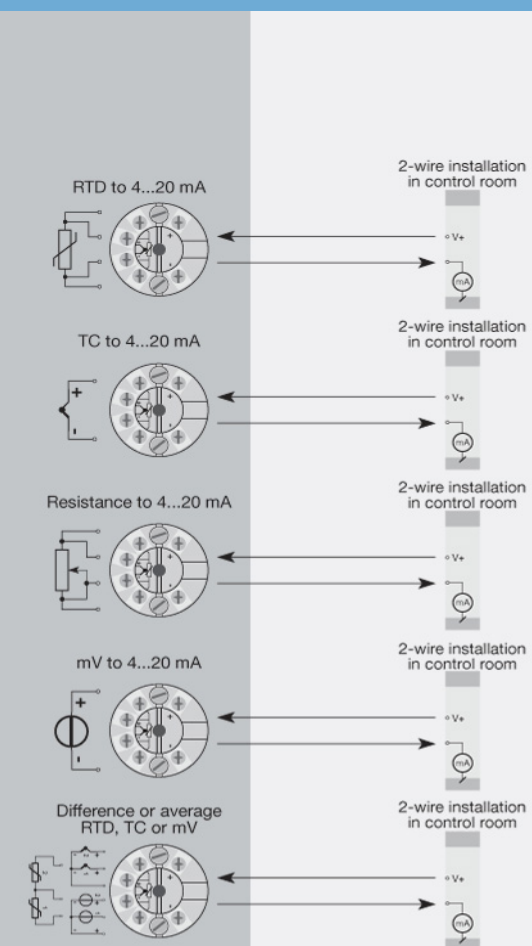 2-wire installation
in control room
RTD to 4...20 mA
+
V+
mA
2-wire installation
in control room
TC to 4...20 mA
+
-
+
V+
mA
2-wire installation
in control room
Resistance to 4...20 mA
+
V+
mA
2-wire installation
in control room
mV to 4...20 mA
+
-
+
V+
mA
2-wire installation
in control room
Difference or average
RTD, TC or mV
+
V+
mA